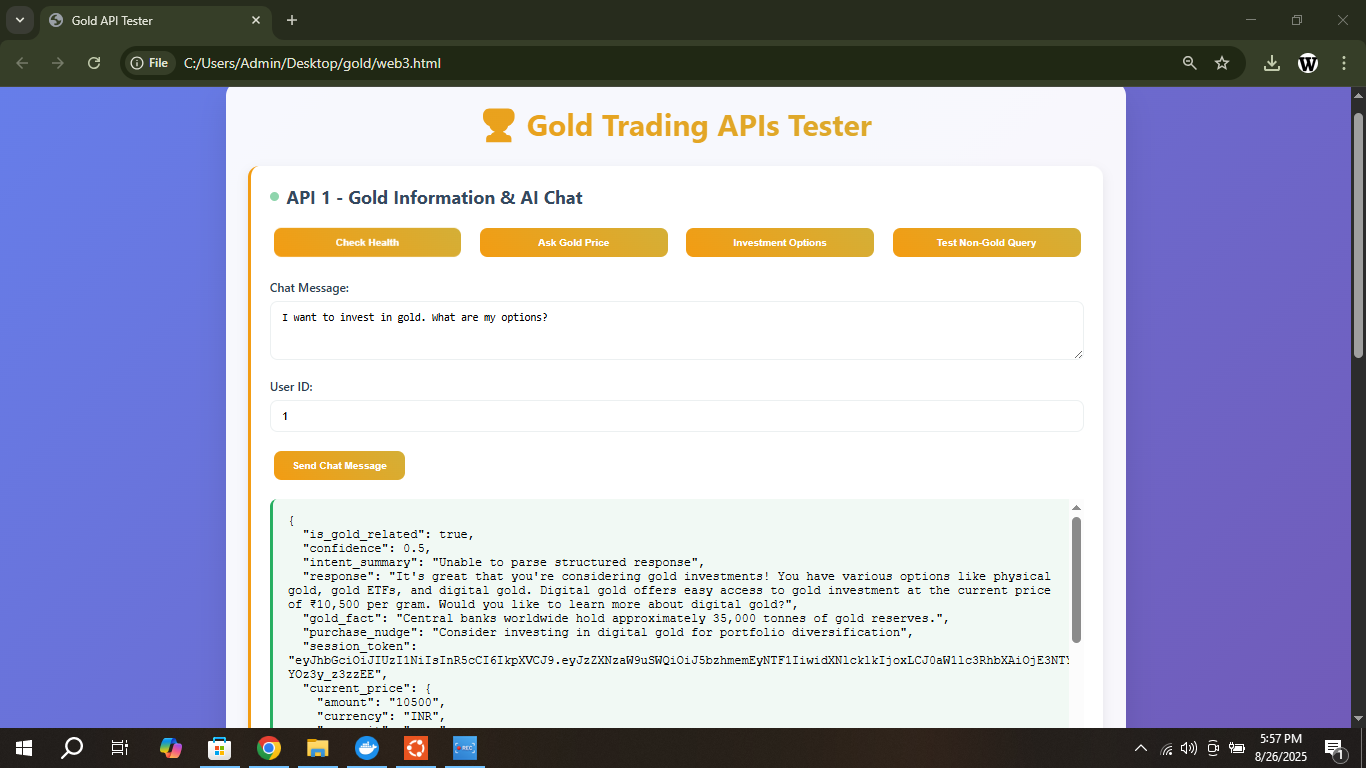 Gold API Tester
File C:/Users/Admin/Desktop/gold/web3.html
Gold Trading APIs Tester
API 1 - Gold Information & AI Chat
Check Health Ask Gold Price Investment Options Test Non-Gold Query
Chat Message:
I want to invest in gold. What are my options?
User ID:
1
Send Chat Message
{
"is_gold_related": true,
"confidence": 0.5,
"intent_summary": "Unable to parse structured response",
"response": "It's great that you're considering gold investments! You have various options like physical
gold, gold ETFs, and digital gold. Digital gold offers easy access to gold investment at the current price
of ₹10,500 per gram. Would you like to learn more about digital gold?",
"gold_fact": "Central banks worldwide hold approximately 35,000 tonnes of gold reserves.",
"purchase_nudge": "Consider investing in digital gold for portfolio diversification",
"session_token":
YOz3y_z3zzEE",
"current_price": {
"amount": "10500",
"currency": "INR",
REC
5:57 PM
8/26/2025
1